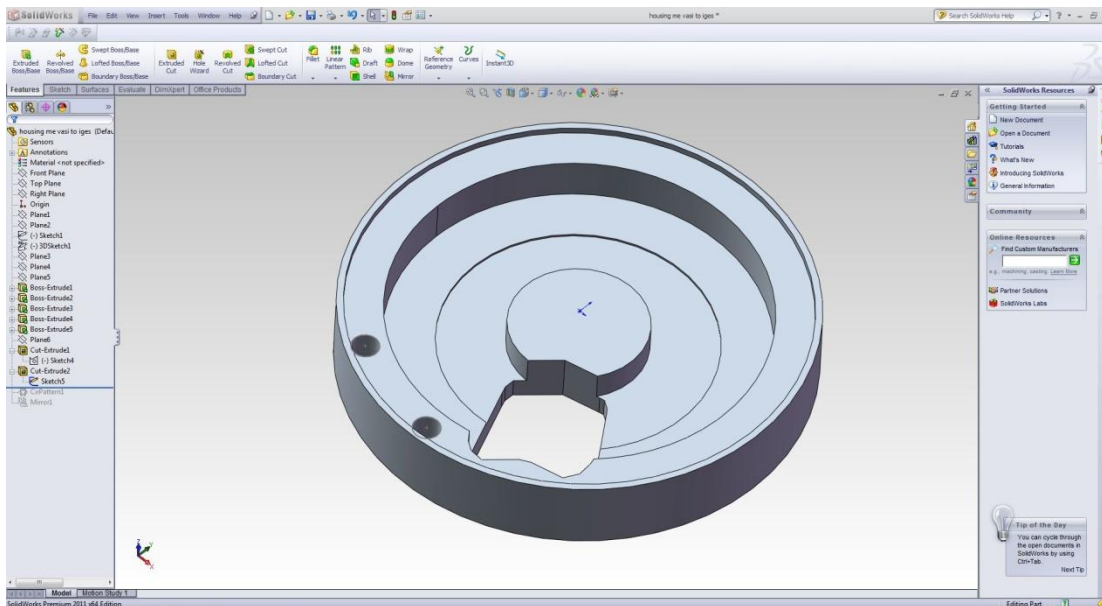 SolidWorks File Edit View Insert Tools Window Help housing me vasi to iges * Search SolidWorks Help
Extruded Boss/Base
Revolved Boss/Base
Swept Boss/Base
Lofted Boss/Base
Boundary Boss/Base
Extruded Cut
Hole Wizard
Revolved Cut
Swept Cut
Lofted Cut
Boundary Cut
Fillet
Linear Pattern
Rib
Draft
Shell
Wrap
Dome
Mirror
Reference Geometry
Curves
Instant3D
Features Sketch Surfaces Evaluate DimXpert Office Products
housing me vasi to iges (Defau
Sensors
Annotations
Material <not specified>
Front Plane
Top Plane
Right Plane
Origin
Plane1
Plane2
(-) Sketch1
(-) 3DSketch1
Plane3
Plane4
Plane5
Boss-Extrude1
Boss-Extrude2
Boss-Extrude3
Boss-Extrude4
Boss-Extrude5
Plane6
Cut-Extrude1
(-) Sketch4
Cut-Extrude2
Sketch5
CirPattern1
Mirror1
SolidWorks Resources
Getting Started
New Document
Open a Document
Tutorials
What's New
Introducing SolidWorks
General Information
Community
Online Resources
Find Custom Manufacturers
e.g., machining, casting, Learn More
Partner Solutions
SolidWorks Labs
Tip of the Day
You can cycle through
the open documents in
SolidWorks by using
Ctrl+Tab.
Next Tip
Model Motion Study 1
SolidWorks Premium 2011 x64 Edition Editing Part